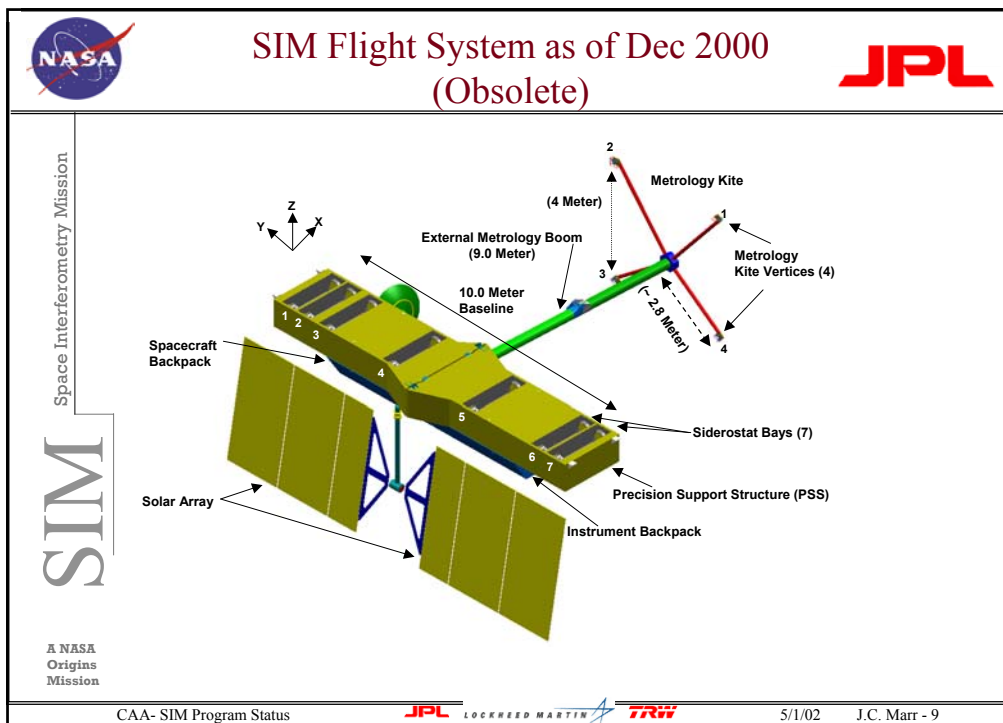 NASA
SIM Flight System as of Dec 2000
(Obsolete)
JPL
Space Interferometry Mission
SIM
A NASA
Origins
Mission
Z
Y
X
2
Metrology Kite
(4 Meter)
1
External Metrology Boom
(9.0 Meter)
3
Metrology
Kite Vertices (4)
10.0 Meter
Baseline
(~ 2.8 Meter)
4
1
2
3
Spacecraft
Backpack
4
5
6
7
Siderostat Bays (7)
Precision Support Structure (PSS)
Solar Array
Instrument Backpack
CAA- SIM Program Status
JPL
LOCKHEED MARTIN
TRW
5/1/02
J.C. Marr - 9